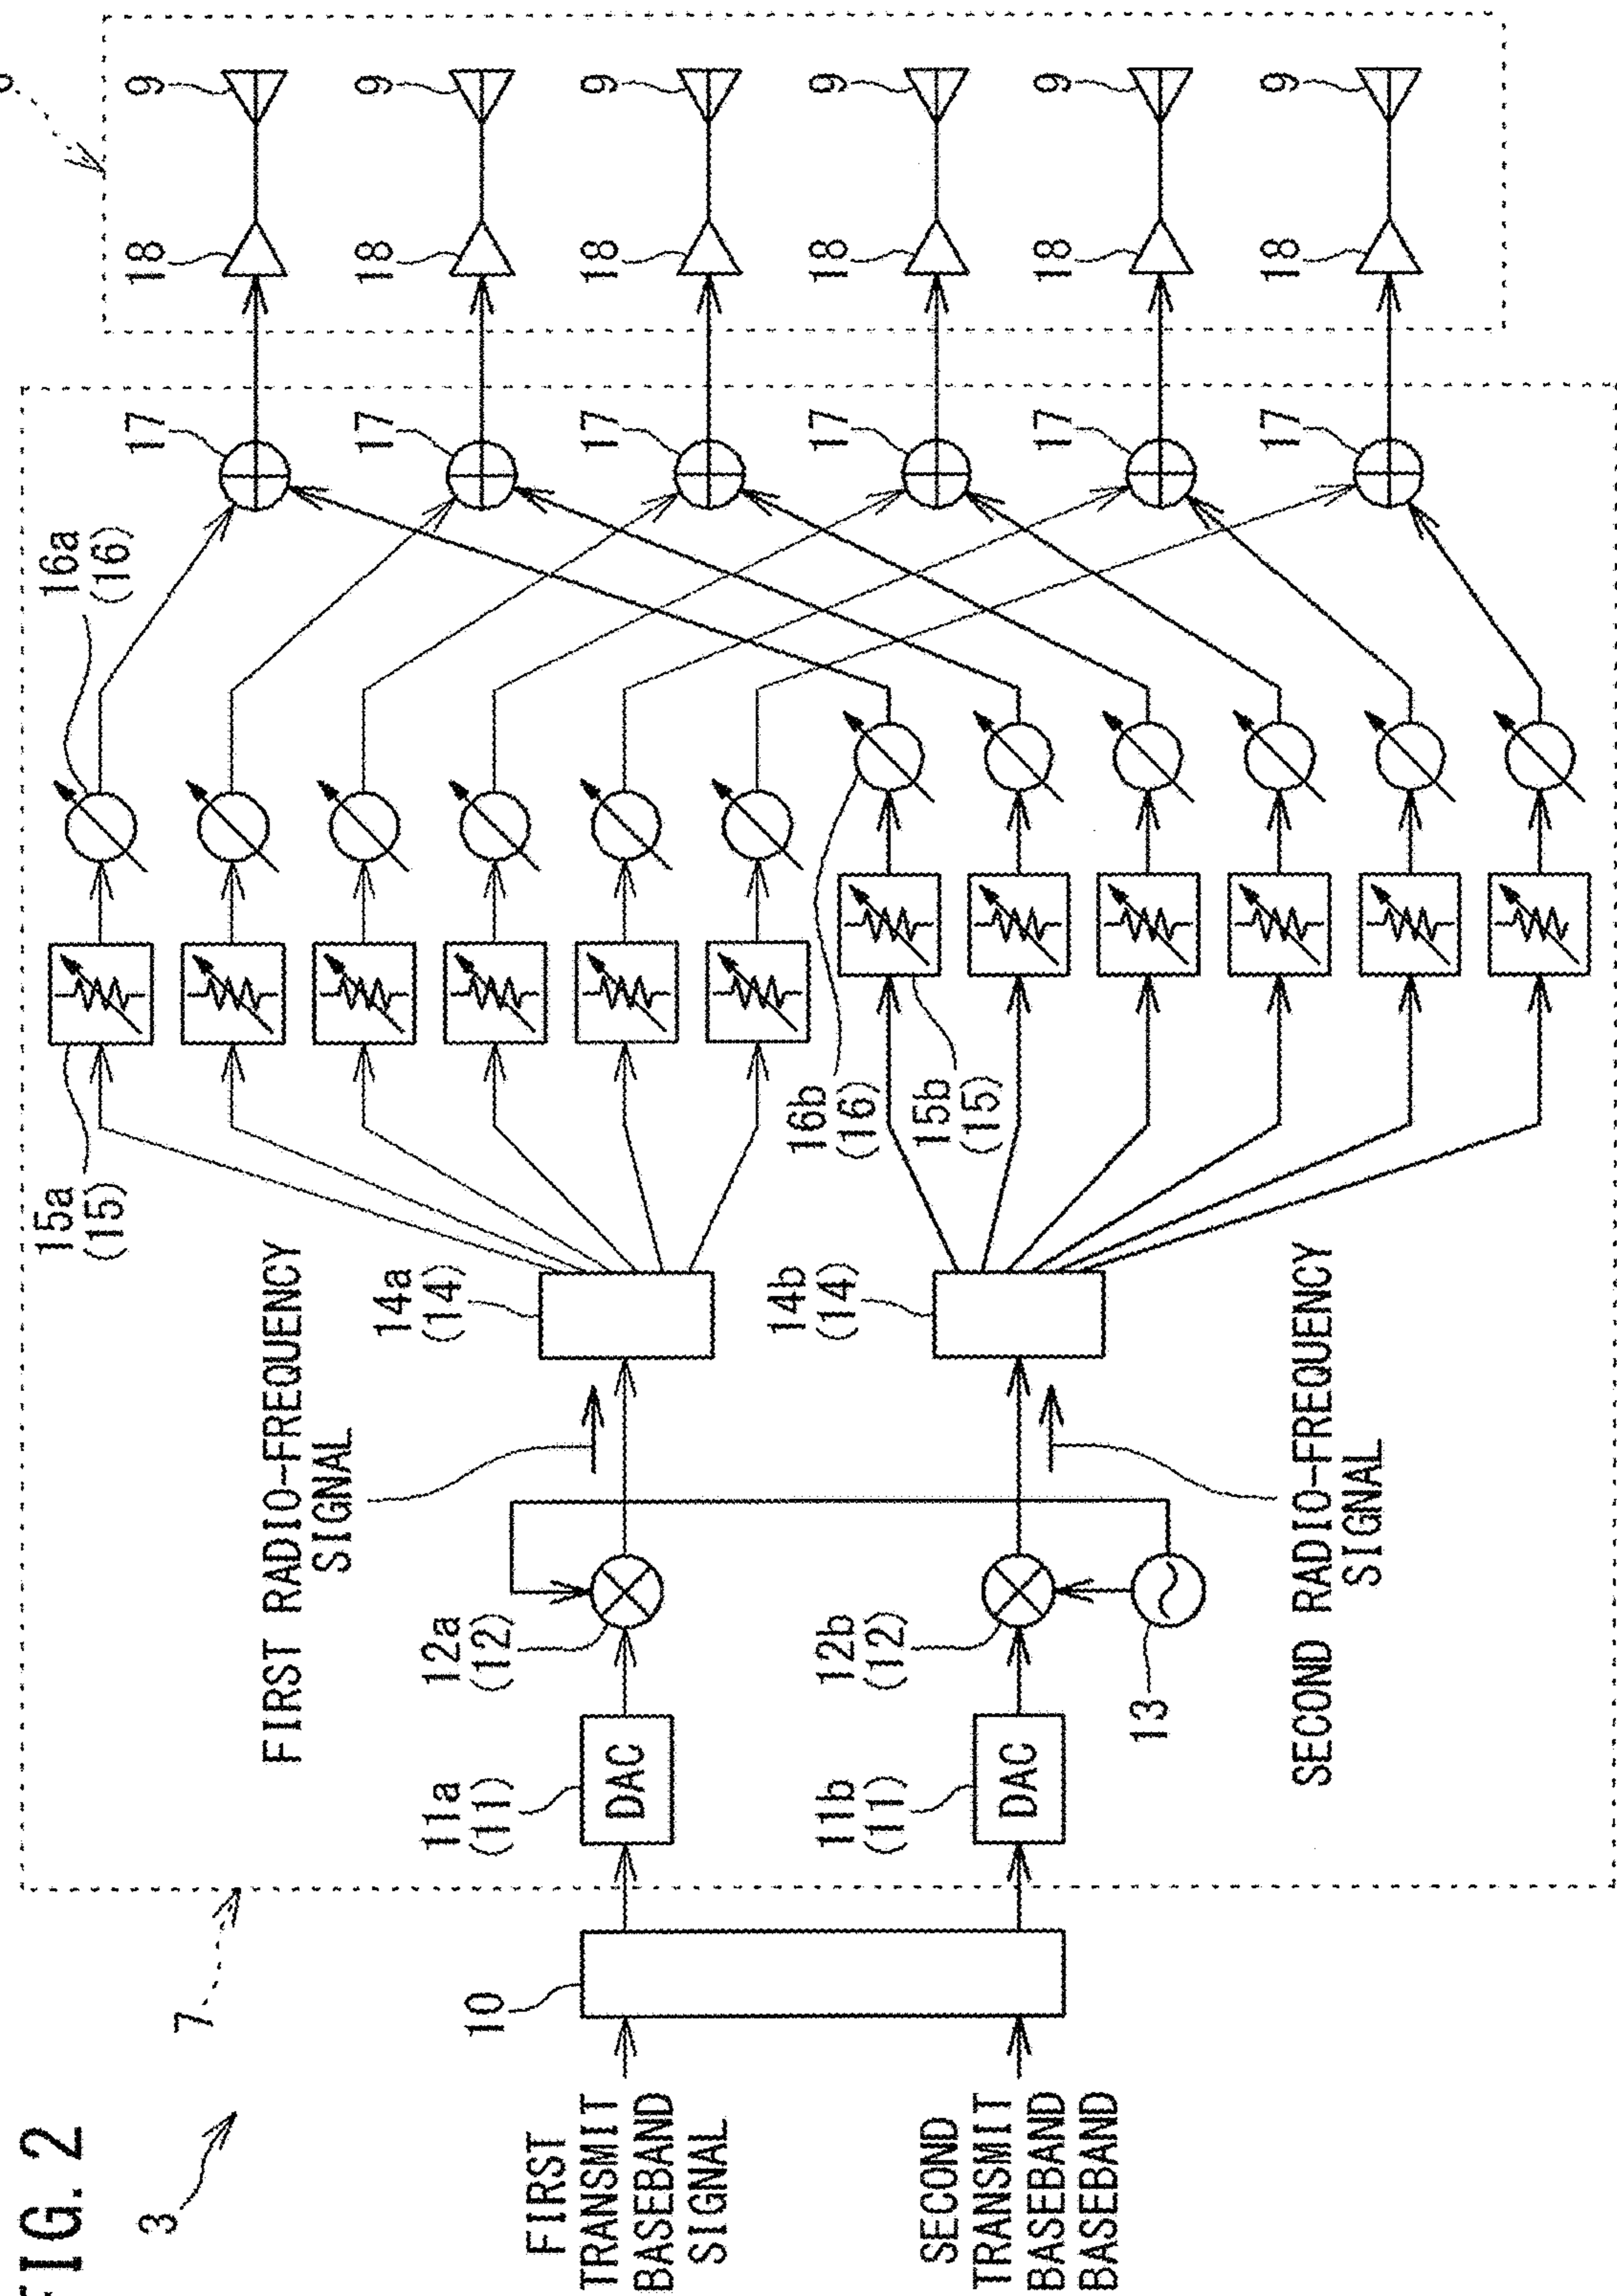 FIG. 2
3
7
FIRST
TRANSMIT
BASEBAND
SIGNAL
SECOND
TRANSMIT
BASEBAND
BASEBAND
10
11a
(11)
DAC
11b
(11)
DAC
12a
(12)
12b
(12)
13
FIRST RADIO-FREQUENCY
SIGNAL
SECOND RADIO-FREQUENCY
SIGNAL
14a
(14)
14b
(14)
15a
(15)
15b
(15)
16a
(16)
16b
(16)
17
17
17
17
17
17
18
18
18
18
18
18
9
9
9
9
9
9